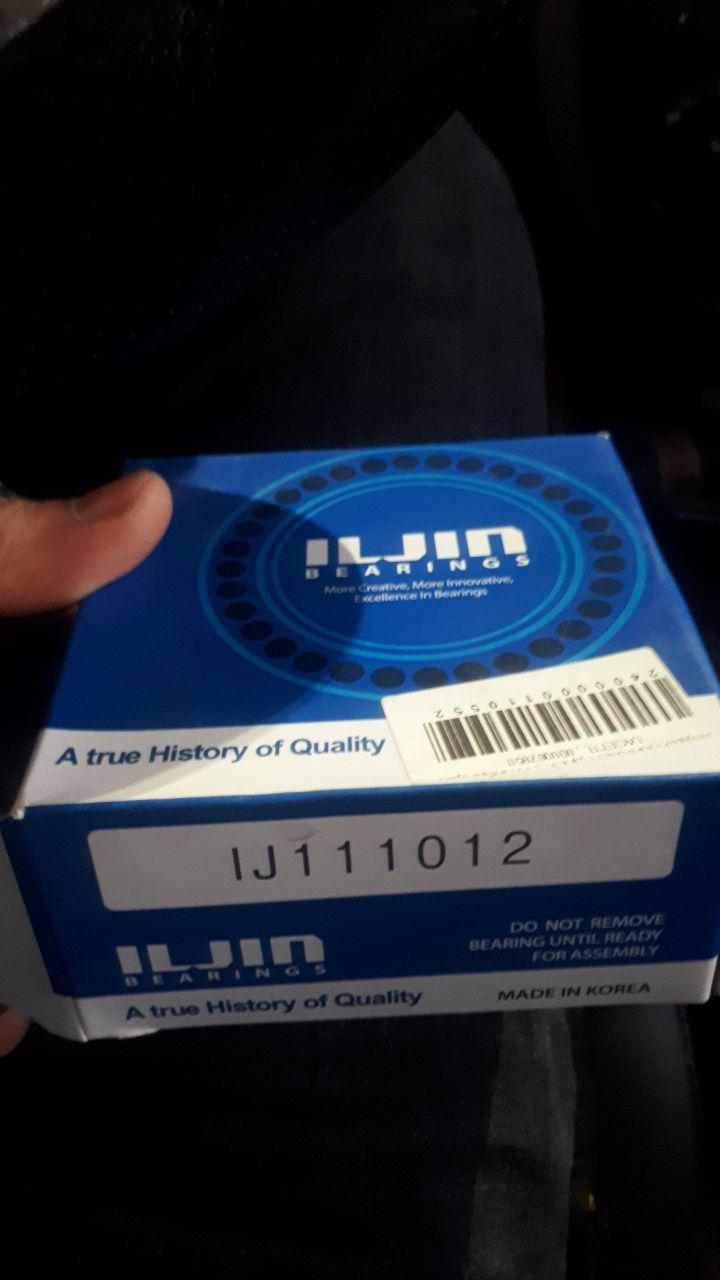 ILJIN
BEARINGS
More Creative, More Innovative,
Excellence In Bearings
A true History of Quality
2400900110552
IJ111012
ILJIN
BEARINGS
DO NOT REMOVE
BEARING UNTIL READY
FOR ASSEMBLY
A true History of Quality
MADE IN KOREA